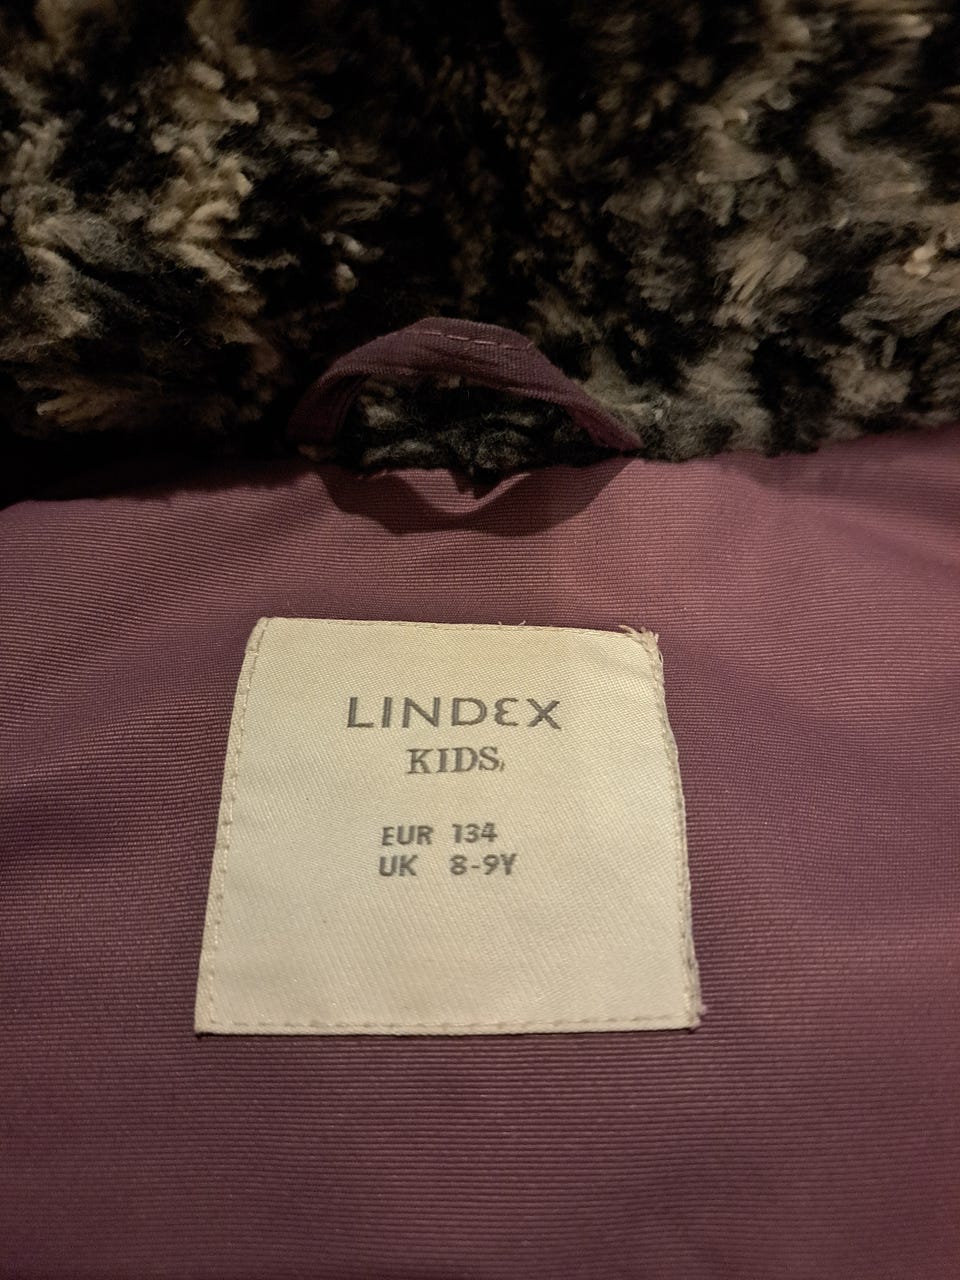 LINDEX
KIDS
EUR 134
UK 8-9Y